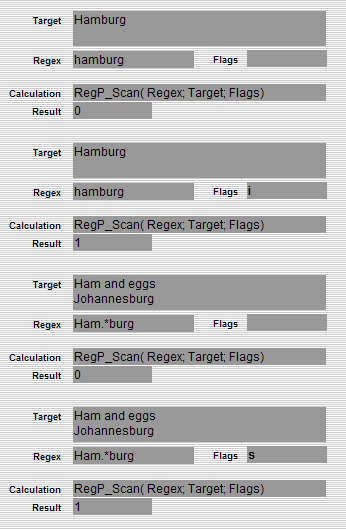 Target Hamburg
Regex hamburg Flags
Calculation RegP_Scan( Regex; Target; Flags)
Result 0
Target Hamburg
Regex hamburg Flags i
Calculation RegP_Scan( Regex; Target; Flags)
Result 1
Target Ham and eggs
Johannesburg
Regex Ham.*burg Flags
Calculation RegP_Scan( Regex; Target; Flags)
Result 0
Target Ham and eggs
Johannesburg
Regex Ham.*burg Flags s
Calculation RegP_Scan( Regex; Target; Flags)
Result 1